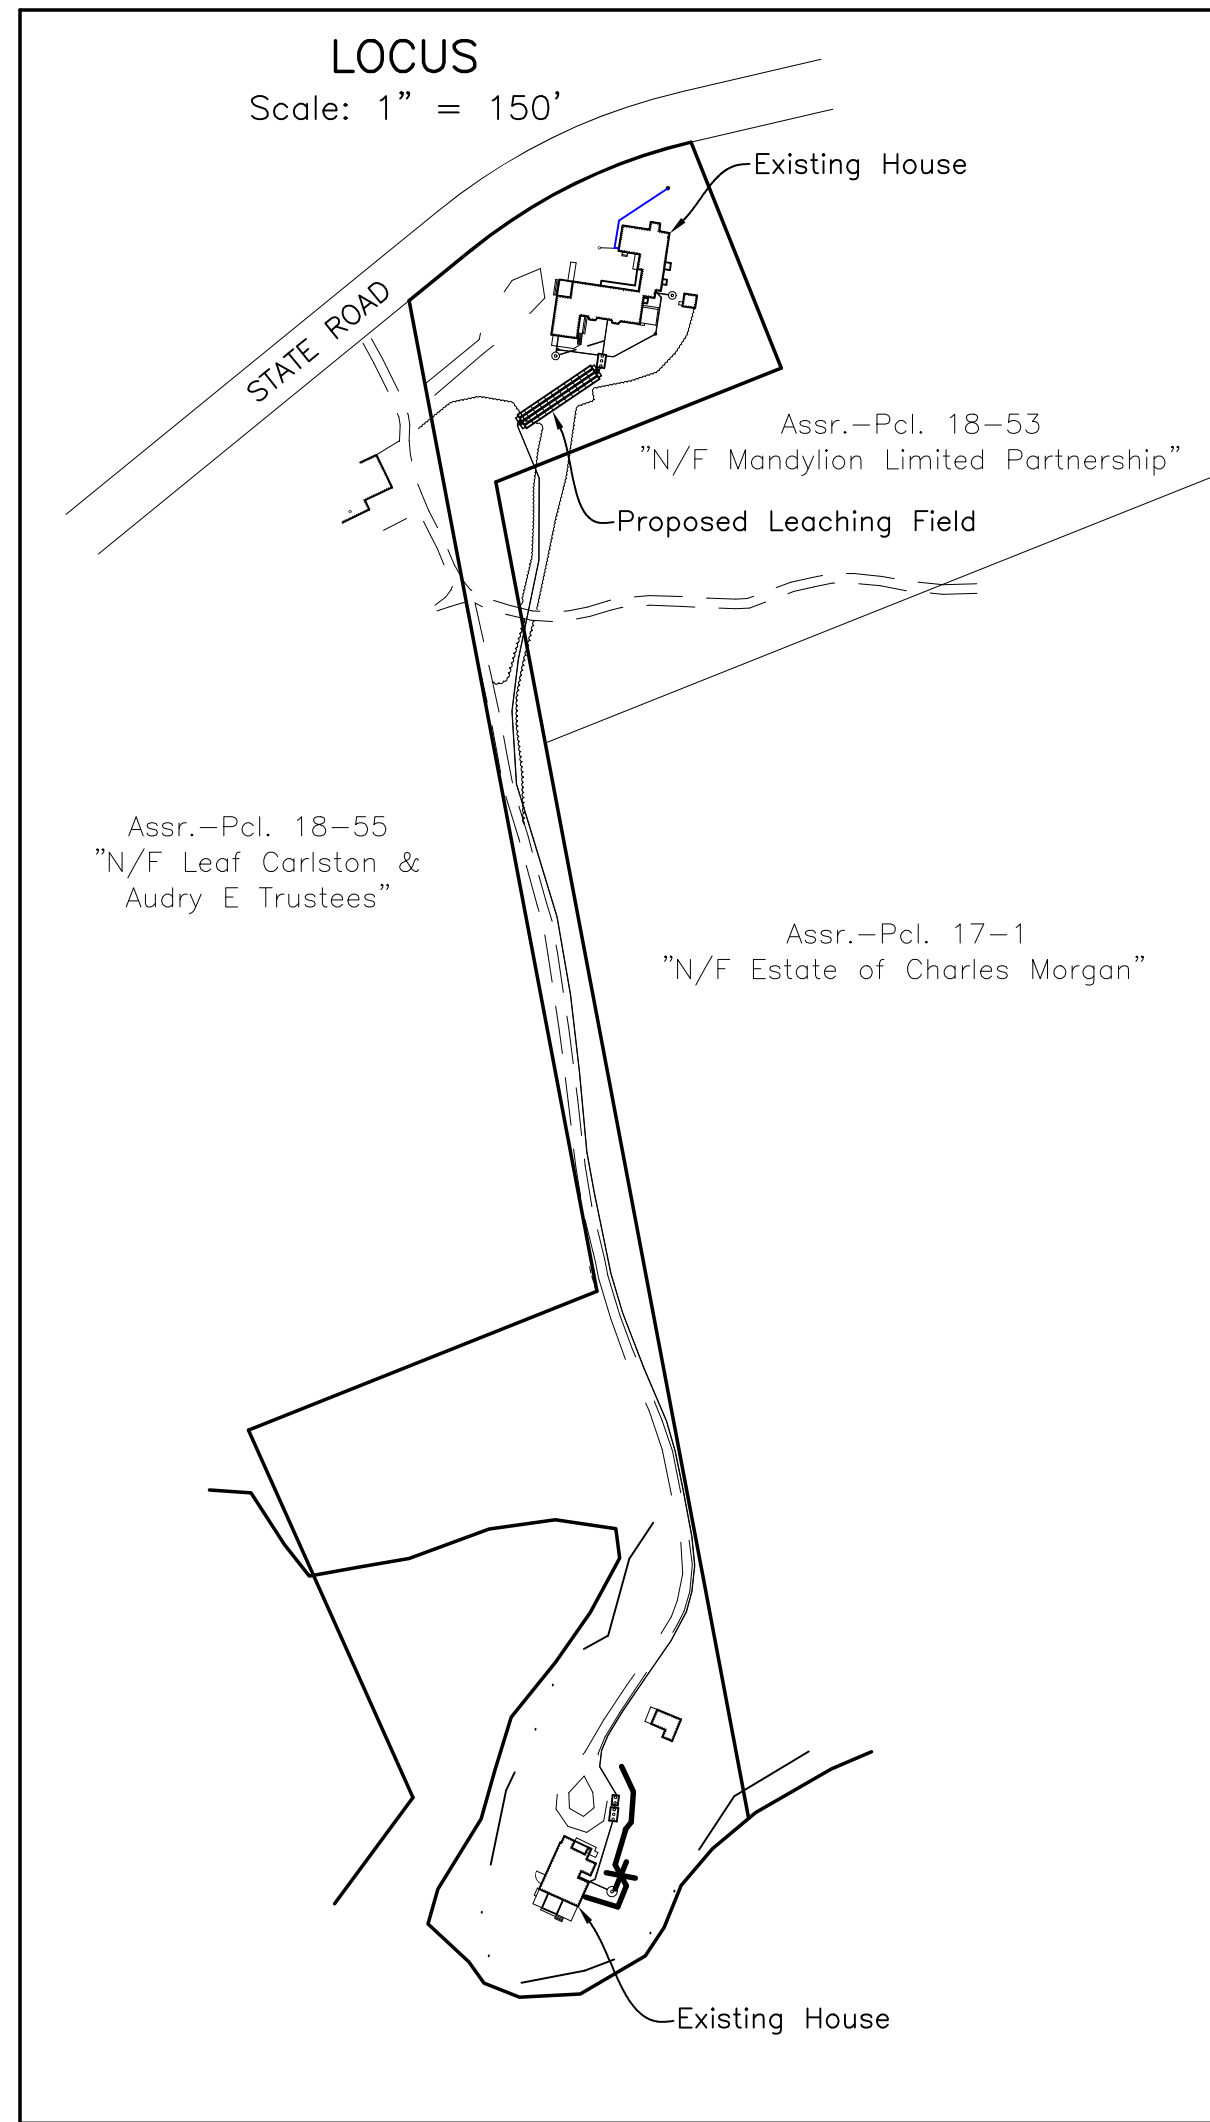 LOCUS
Scale: 1" = 150'
Existing House
STATE ROAD
Assr.-Pcl. 18-53
"N/F Mandylion Limited Partnership"
Proposed Leaching Field
Assr.-Pcl. 18-55
"N/F Leaf Carlston &
Audry E Trustees"
Assr.-Pcl. 17-1
"N/F Estate of Charles Morgan"
Existing House